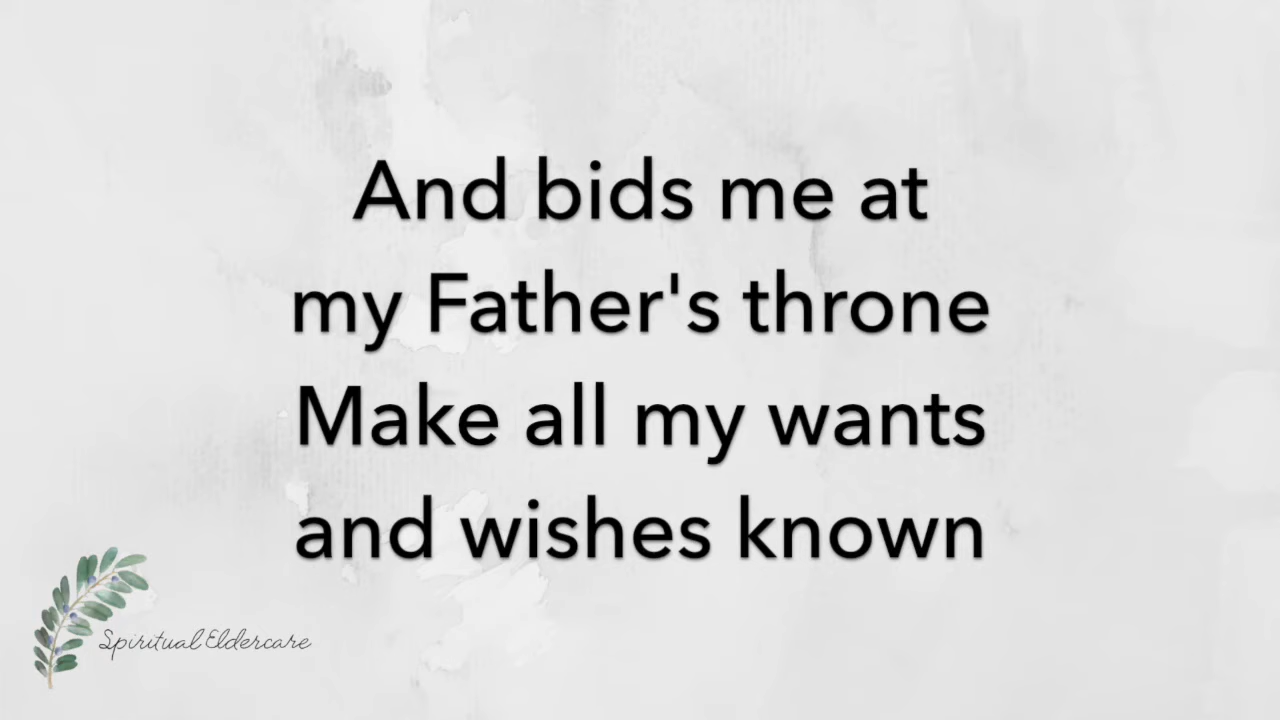 And bids me at
my Father's throne
Make all my wants
and wishes known
Spiritual Eldercare